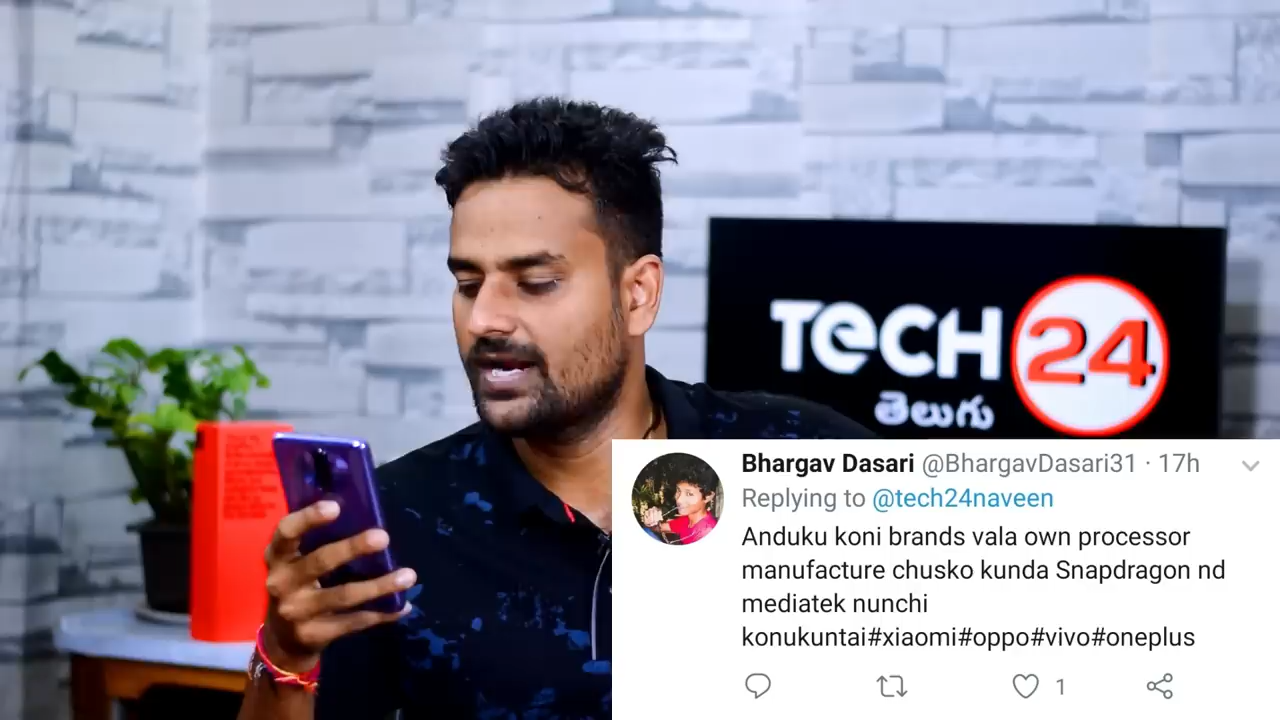 TECH 24
తెలుగు
Bhargav Dasari @BhargavDasari31 · 17h
Replying to @tech24naveen
Anduku koni brands vala own processor
manufacture chusko kunda Snapdragon nd
mediatek nunchi
konukuntai#xiaomi#oppo#vivo#oneplus
1